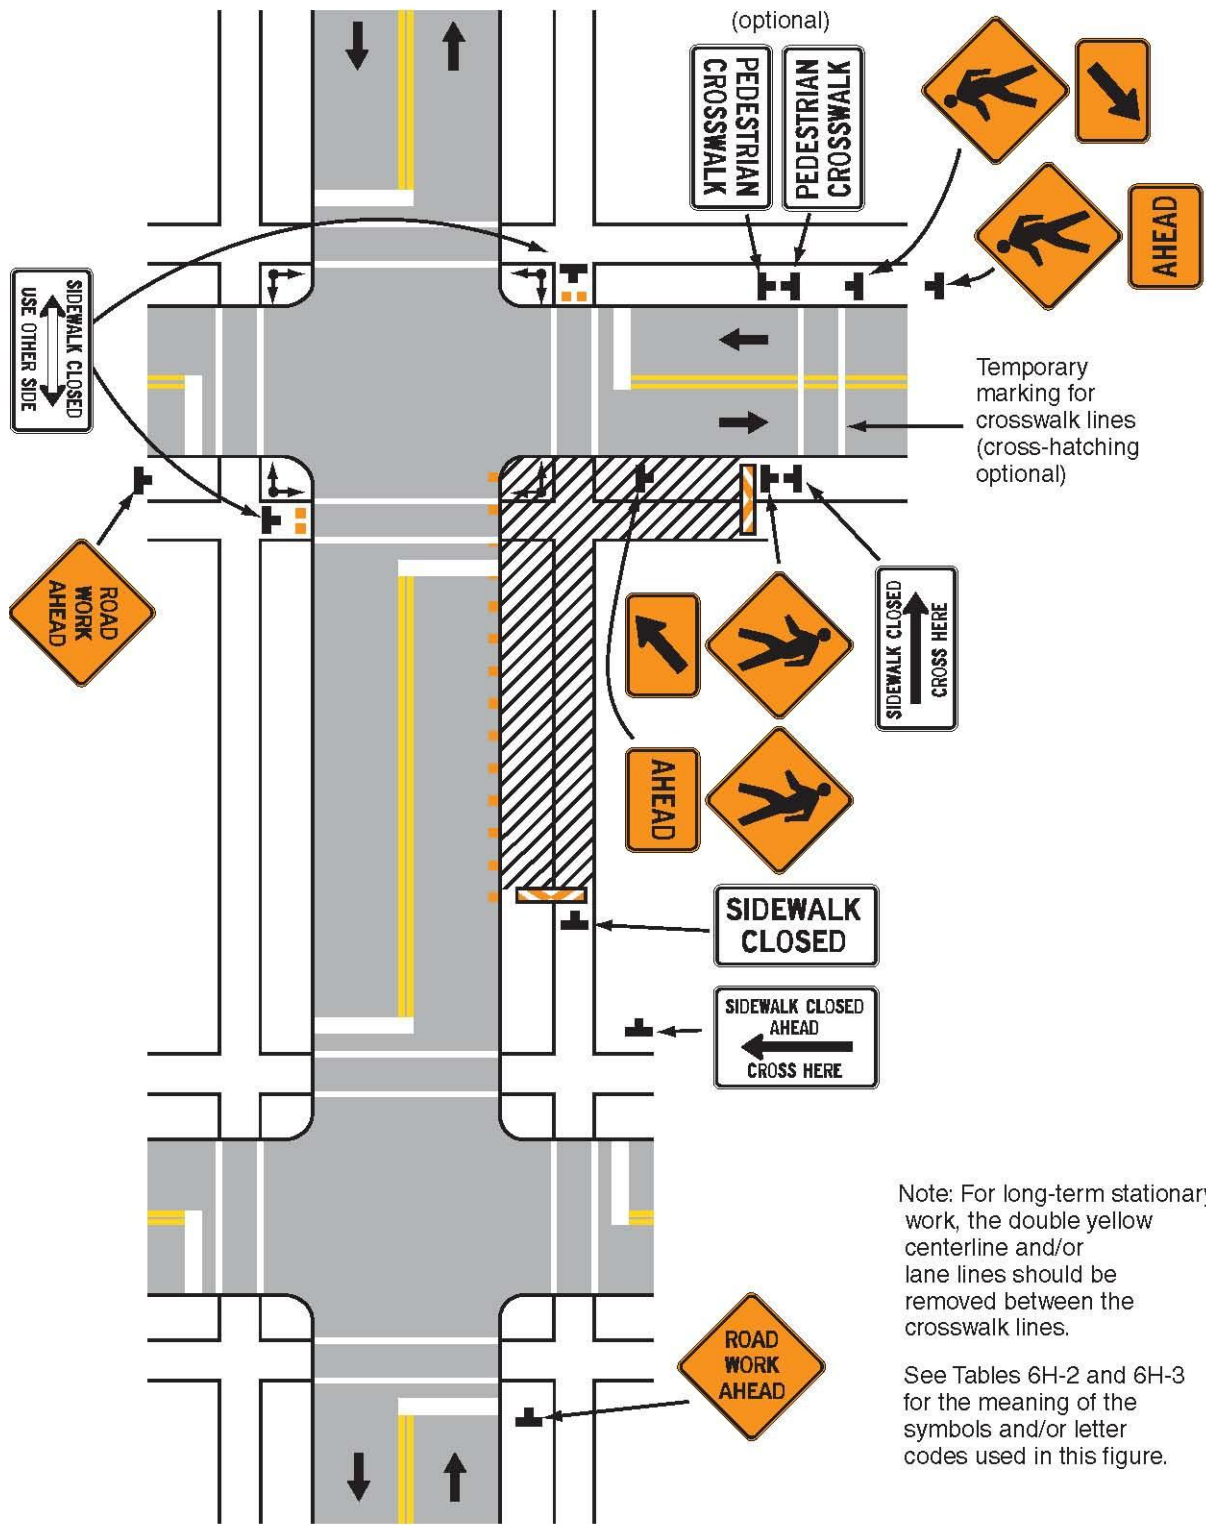 (optional)
PEDESTRIAN
CROSSWALK
PEDESTRIAN
CROSSWALK
AHEAD
SIDEWALK CLOSED
USE OTHER SIDE
Temporary
marking for
crosswalk lines
(cross-hatching
optional)
ROAD
WORK
AHEAD
SIDEWALK CLOSED
CROSS HERE
AHEAD
SIDEWALK
CLOSED
SIDEWALK CLOSED
AHEAD
CROSS HERE
Note: For long-term stationary
work, the double yellow
centerline and/or
lane lines should be
removed between the
crosswalk lines.
ROAD
WORK
AHEAD
See Tables 6H-2 and 6H-3
for the meaning of the
symbols and/or letter
codes used in this figure.